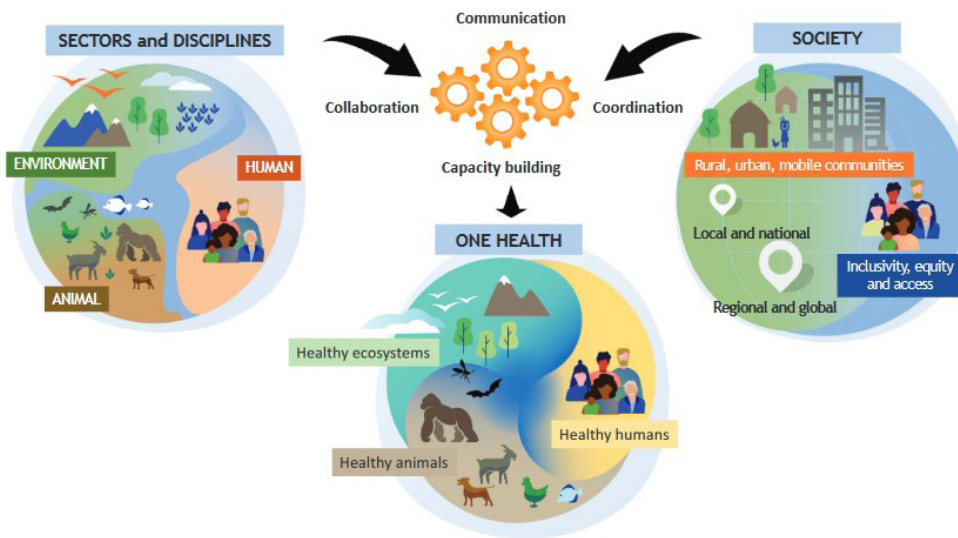 Communication
SECTORS and DISCIPLINES
SOCIETY
Collaboration
Coordination
ENVIRONMENT
HUMAN
Rural, urban, mobile communities
Capacity building
Local and national
ONE HEALTH
Inclusivity, equity
and access
ANIMAL
Regional and global
Healthy ecosystems
Healthy humans
Healthy animals